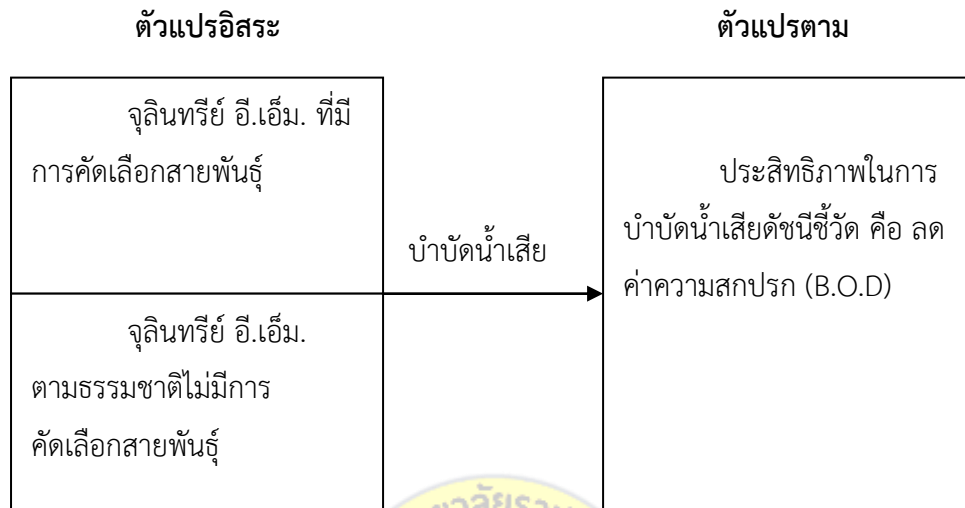 ตัวแปรอิสระ
ตัวแปรตาม
จุลินทรีย์ อี.เอ็ม. ที่มี
การคัดเลือกสายพันธุ์
จุลินทรีย์ อี.เอ็ม.
ตามธรรมชาติไม่มีการ
คัดเลือกสายพันธุ์
บำบัดน้ำเสีย
ประสิทธิภาพในการ
บำบัดน้ำเสียดัชนีชี้วัด คือ ลด
ค่าความสกปรก (B.O.D)